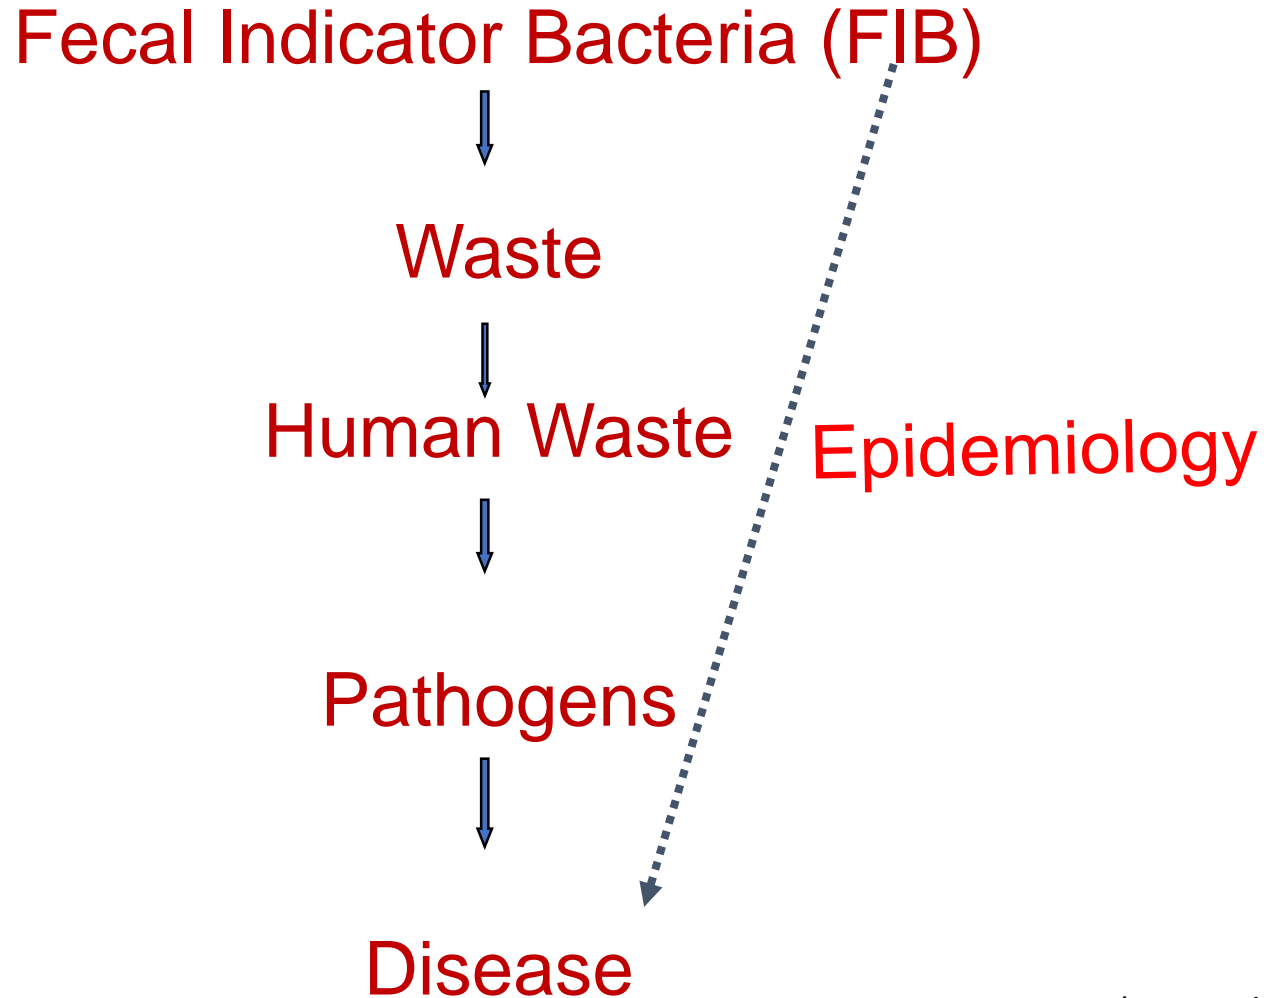 Fecal Indicator Bacteria (FIB)
Waste
Human Waste
Epidemiology
Pathogens
Disease